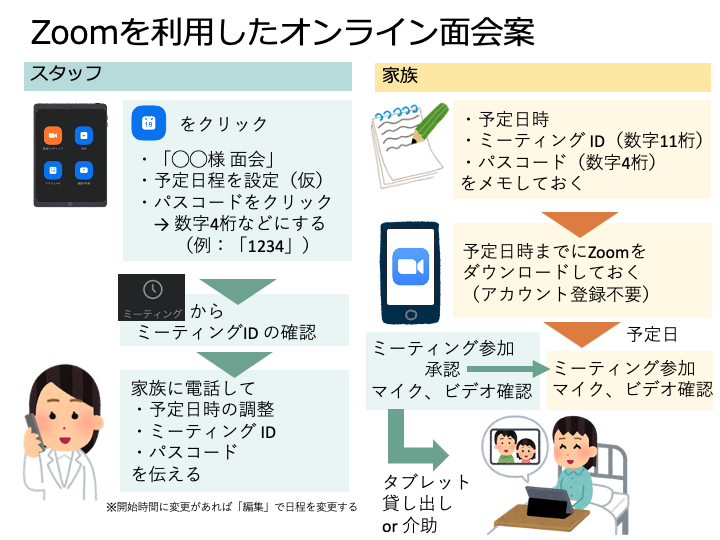 Zoomを利用したオンライン面会案
スタッフ
19
をクリック
・「〇〇様 面会」
・予定日程を設定（仮）
・パスコードをクリック
→ 数字4桁などにする
（例：「1234」）
ミーティング
から
ミーティングID の確認
家族に電話して
・予定日時の調整
・ミーティング ID
・パスコード
を伝える
※開始時間に変更があれば「編集」で日程を変更する
家族
・予定日時
・ミーティング ID（数字11桁）
・パスコード（数字4桁）
をメモしておく
予定日時までにZoomを
ダウンロードしておく
（アカウント登録不要）
予定日
ミーティング参加
承認
マイク、ビデオ確認
ミーティング参加
マイク、ビデオ確認
タブレット
貸し出し
or 介助